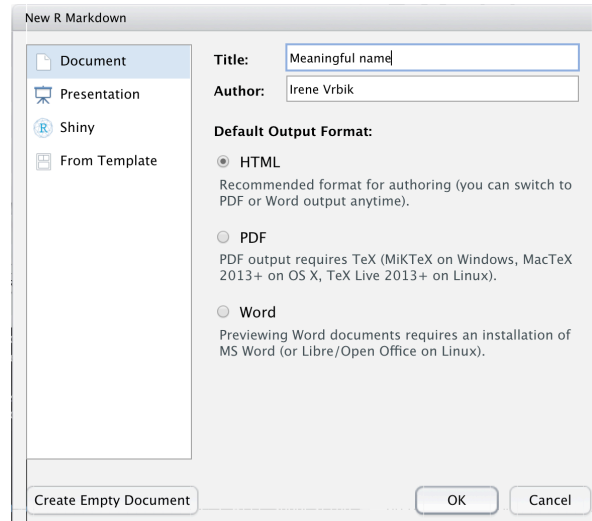 New R Markdown
Document
Presentation
R Shiny
From Template
Title: Meaningful name
Author: Irene Vrbik
Default Output Format:
HTML
Recommended format for authoring (you can switch to
PDF or Word output anytime).
PDF
PDF output requires TeX (MiKTeX on Windows, MacTeX
2013+ on OS X, TeX Live 2013+ on Linux).
Word
Previewing Word documents requires an installation of
MS Word (or Libre/Open Office on Linux).
Create Empty Document
OK
Cancel